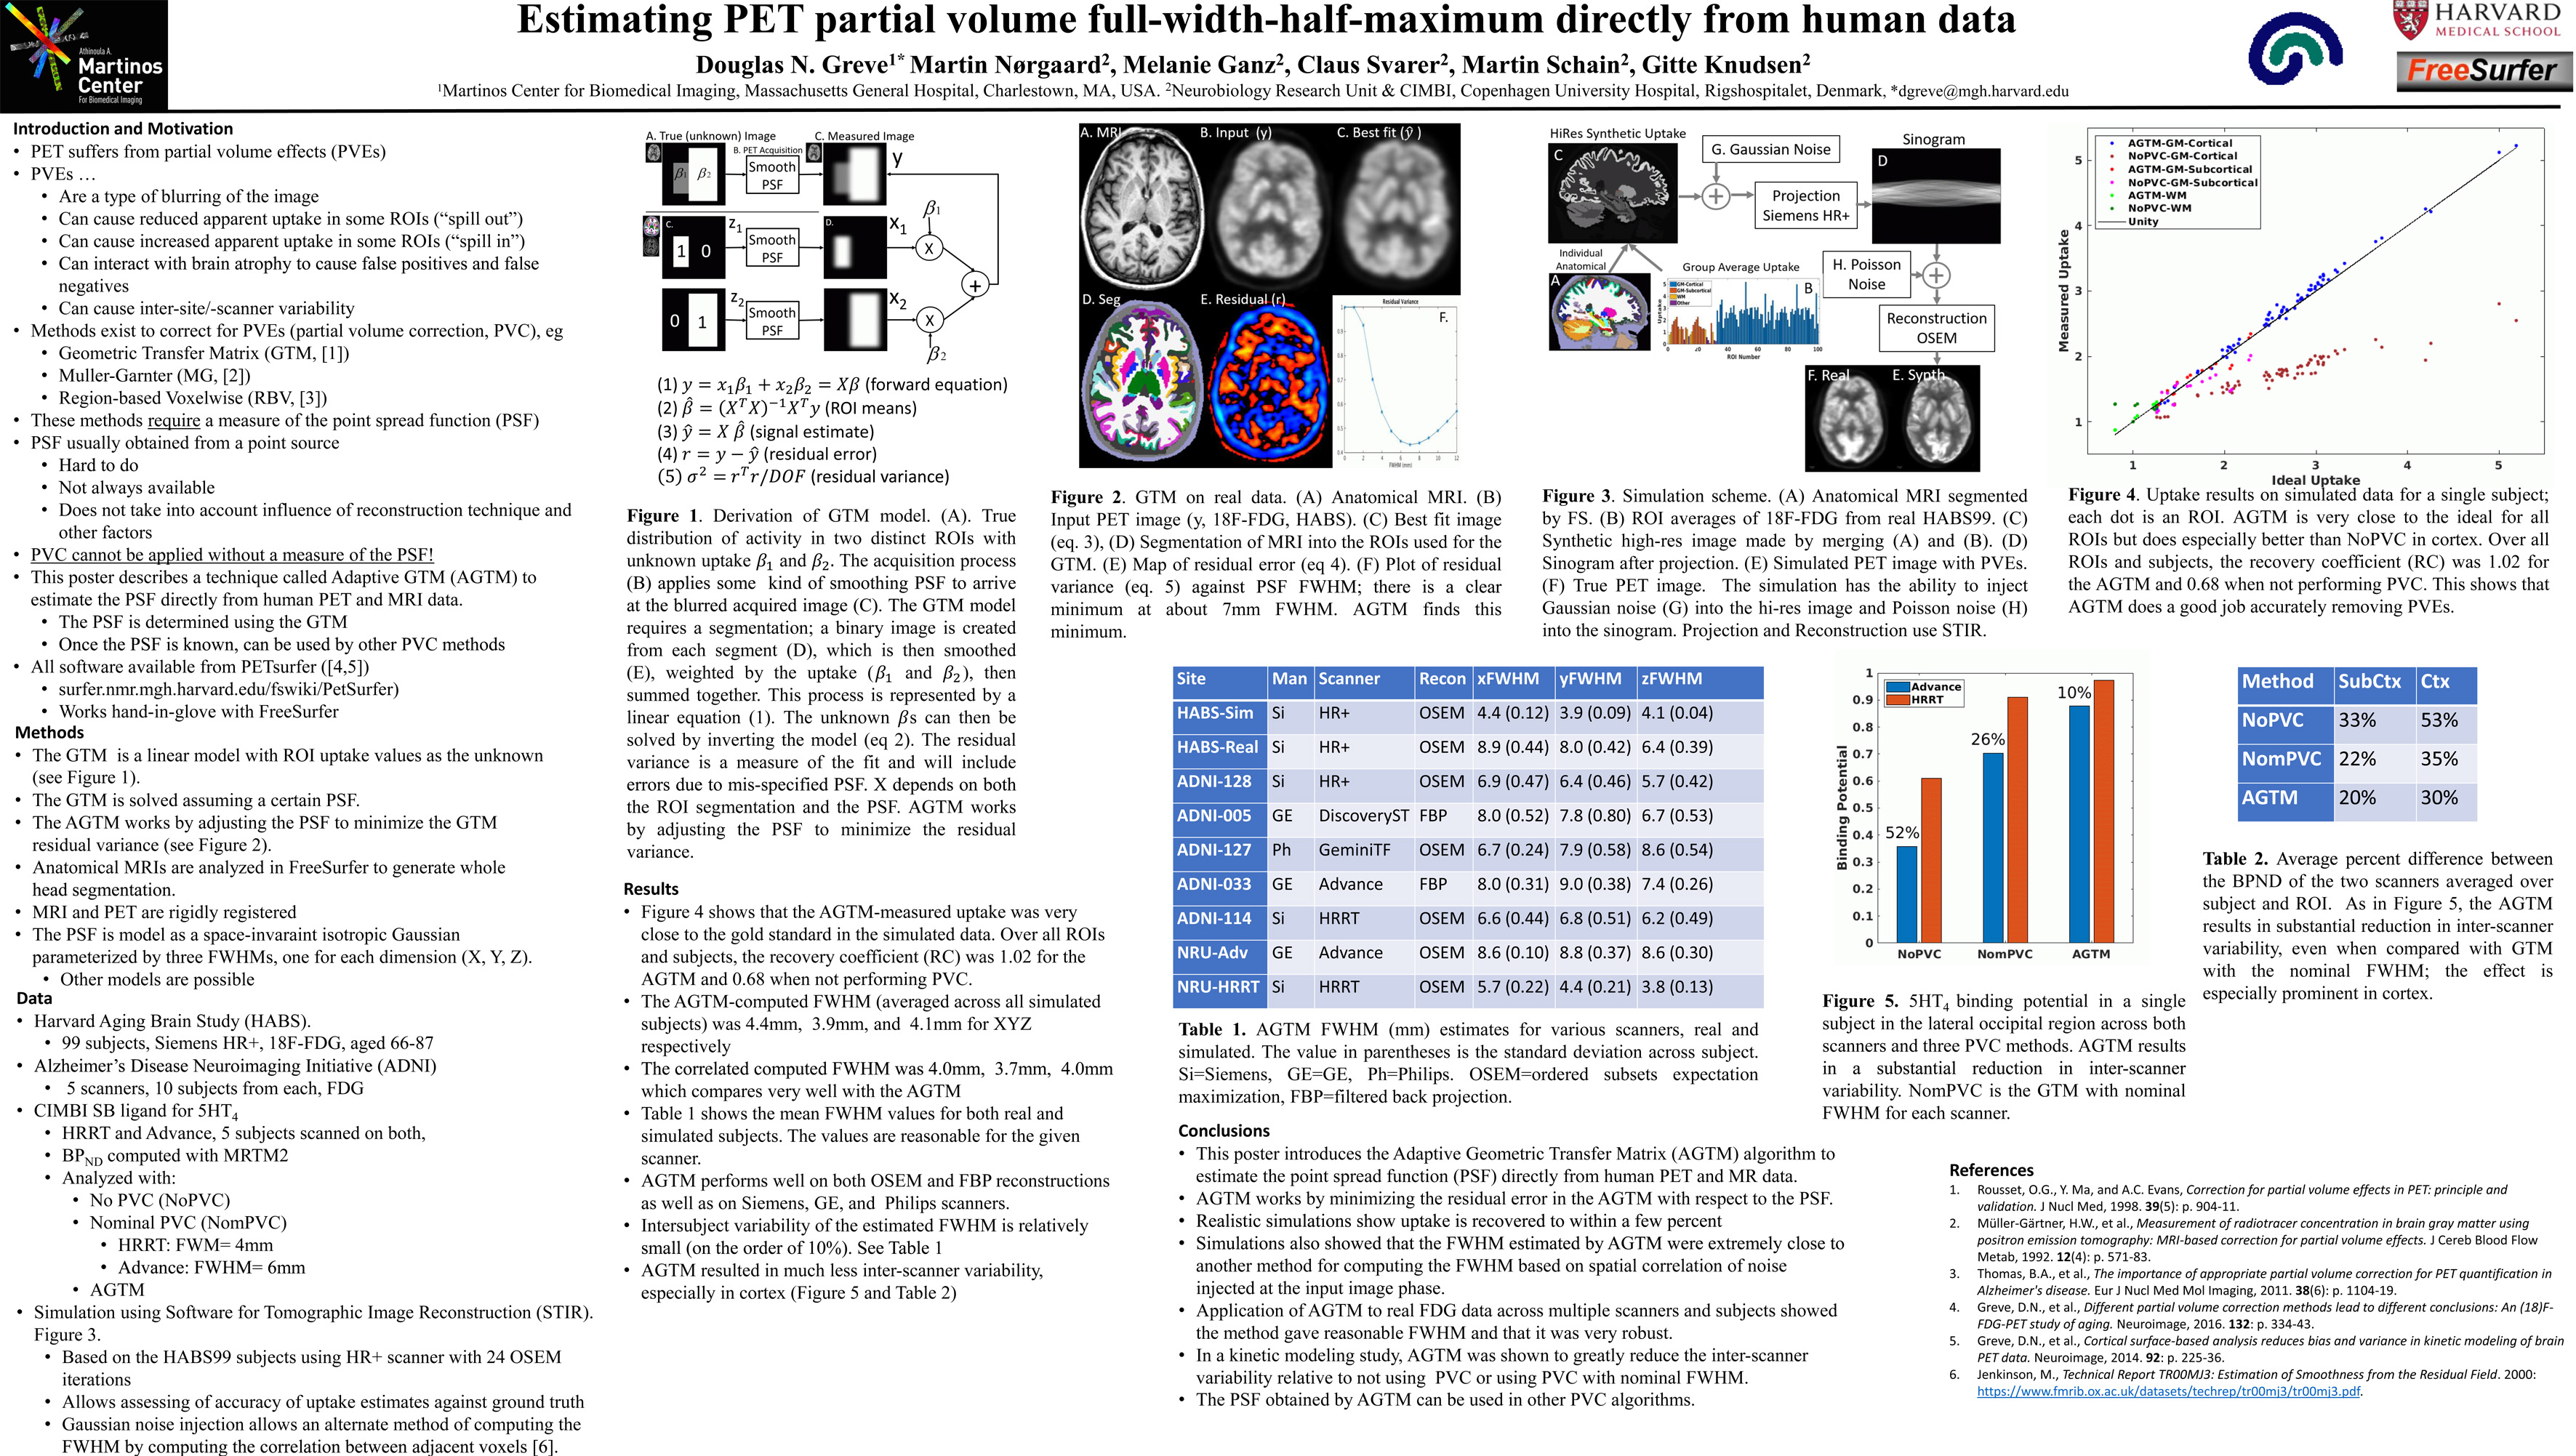 Estimating PET partial volume full-width-half-maximum directly from human data
Douglas N. Greve1* Martin Nørgaard2, Melanie Ganz2, Claus Svarer2, Martin Schain2, Gitte Knudsen2
1Martinos Center for Biomedical Imaging, Massachusetts General Hospital, Charlestown, MA, USA. 2Neurobiology Research Unit & CIMBI, Copenhagen University Hospital, Rigshospitalet, Denmark, *dgreve@mgh.harvard.edu
Athinoula A.
Martinos
Center
For Biomedical Imaging
HARVARD
MEDICAL SCHOOL
FreeSurfer
Introduction and Motivation
• PET suffers from partial volume effects (PVEs)
• PVEs …
• Are a type of blurring of the image
• Can cause reduced apparent uptake in some ROIs (“spill out”)
• Can cause increased apparent uptake in some ROIs (“spill in”)
• Can interact with brain atrophy to cause false positives and false
negatives
• Can cause inter-site/-scanner variability
• Methods exist to correct for PVEs (partial volume correction, PVC), eg
• Geometric Transfer Matrix (GTM, [1])
• Muller-Garnter (MG, [2])
• Region-based Voxelwise (RBV, [3])
• These methods require a measure of the point spread function (PSF)
• PSF usually obtained from a point source
• Hard to do
• Not always available
• Does not take into account influence of reconstruction technique and
other factors
• PVC cannot be applied without a measure of the PSF!
• This poster describes a technique called Adaptive GTM (AGTM) to
estimate the PSF directly from human PET and MRI data.
• The PSF is determined using the GTM
• Once the PSF is known, can be used by other PVC methods
• All software available from PETsurfer ([4,5])
• surfer.nmr.mgh.harvard.edu/fswiki/PetSurfer)
• Works hand-in-glove with FreeSurfer
Methods
• The GTM is a linear model with ROI uptake values as the unknown
(see Figure 1).
• The GTM is solved assuming a certain PSF.
• The AGTM works by adjusting the PSF to minimize the GTM
residual variance (see Figure 2).
• Anatomical MRIs are analyzed in FreeSurfer to generate whole
head segmentation.
• MRI and PET are rigidly registered
• The PSF is model as a space-invaraint isotropic Gaussian
parameterized by three FWHMs, one for each dimension (X, Y, Z).
• Other models are possible
Data
• Harvard Aging Brain Study (HABS).
• 99 subjects, Siemens HR+, 18F-FDG, aged 66-87
• Alzheimer’s Disease Neuroimaging Initiative (ADNI)
• 5 scanners, 10 subjects from each, FDG
• CIMBI SB ligand for 5HT4
• HRRT and Advance, 5 subjects scanned on both,
• BPND computed with MRTM2
• Analyzed with:
• No PVC (NoPVC)
• Nominal PVC (NomPVC)
• HRRT: FWM= 4mm
• Advance: FWHM= 6mm
• AGTM
• Simulation using Software for Tomographic Image Reconstruction (STIR).
Figure 3.
• Based on the HABS99 subjects using HR+ scanner with 24 OSEM
iterations
• Allows assessing of accuracy of uptake estimates against ground truth
• Gaussian noise injection allows an alternate method of computing the
FWHM by computing the correlation between adjacent voxels [6].
A. True (unknown) Image C. Measured Image
B. PET Acquisition
β1 β2
Smooth
PSF
y
C.
1 0
z1
Smooth
PSF
D.
x1
β1
X
+
0 1
z2
Smooth
PSF
x2
X
β2
(1) y = x1β1 + x2β2 = Xβ (forward equation)
(2) β̂ = (XᵀX)⁻¹Xᵀy (ROI means)
(3) ŷ = X β̂ (signal estimate)
(4) r = y − ŷ (residual error)
(5) σ² = rᵀr/DOF (residual variance)
Figure 1. Derivation of GTM model. (A). True
distribution of activity in two distinct ROIs with
unknown uptake β1 and β2. The acquisition process
(B) applies some kind of smoothing PSF to arrive
at the blurred acquired image (C). The GTM model
requires a segmentation; a binary image is created
from each segment (D), which is then smoothed
(E), weighted by the uptake (β1 and β2), then
summed together. This process is represented by a
linear equation (1). The unknown βs can then be
solved by inverting the model (eq 2). The residual
variance is a measure of the fit and will include
errors due to mis-specified PSF. X depends on both
the ROI segmentation and the PSF. AGTM works
by adjusting the PSF to minimize the residual
variance.
Results
• Figure 4 shows that the AGTM-measured uptake was very
close to the gold standard in the simulated data. Over all ROIs
and subjects, the recovery coefficient (RC) was 1.02 for the
AGTM and 0.68 when not performing PVC.
• The AGTM-computed FWHM (averaged across all simulated
subjects) was 4.4mm, 3.9mm, and 4.1mm for XYZ
respectively
• The correlated computed FWHM was 4.0mm, 3.7mm, 4.0mm
which compares very well with the AGTM
• Table 1 shows the mean FWHM values for both real and
simulated subjects. The values are reasonable for the given
scanner.
• AGTM performs well on both OSEM and FBP reconstructions
as well as on Siemens, GE, and Philips scanners.
• Intersubject variability of the estimated FWHM is relatively
small (on the order of 10%). See Table 1
• AGTM resulted in much less inter-scanner variability,
especially in cortex (Figure 5 and Table 2)
A. MRI B. Input (y) C. Best fit (ŷ )
D. Seg E. Residual (r)
Residual Variance
F.
FWHM (mm)
Figure 2. GTM on real data. (A) Anatomical MRI. (B)
Input PET image (y, 18F-FDG, HABS). (C) Best fit image
(eq. 3), (D) Segmentation of MRI into the ROIs used for the
GTM. (E) Map of residual error (eq 4). (F) Plot of residual
variance (eq. 5) against PSF FWHM; there is a clear
minimum at about 7mm FWHM. AGTM finds this
minimum.
HiRes Synthetic Uptake
C
G. Gaussian Noise
+
Projection
Siemens HR+
Sinogram
D
Individual
Anatomical
A
Group Average Uptake
B
GM-Cortical
GM-Subcortical
WM
Other
0 20 40 60 80 100
ROI Number
H. Poisson
Noise
+
Reconstruction
OSEM
F. Real E. Synth
Figure 3. Simulation scheme. (A) Anatomical MRI segmented
by FS. (B) ROI averages of 18F-FDG from real HABS99. (C)
Synthetic high-res image made by merging (A) and (B). (D)
Sinogram after projection. (E) Simulated PET image with PVEs.
(F) True PET image. The simulation has the ability to inject
Gaussian noise (G) into the hi-res image and Poisson noise (H)
into the sinogram. Projection and Reconstruction use STIR.
AGTM-GM-Cortical
NoPVC-GM-Cortical
AGTM-GM-Subcortical
NoPVC-GM-Subcortical
AGTM-WM
NoPVC-WM
Unity
Measured Uptake
5
4
3
2
1
1 2 3 4 5
Ideal Uptake
Figure 4. Uptake results on simulated data for a single subject;
each dot is an ROI. AGTM is very close to the ideal for all
ROIs but does especially better than NoPVC in cortex. Over all
ROIs and subjects, the recovery coefficient (RC) was 1.02 for
the AGTM and 0.68 when not performing PVC. This shows that
AGTM does a good job accurately removing PVEs.
Site Man Scanner Recon xFWHM yFWHM zFWHM
HABS-Sim Si HR+ OSEM 4.4 (0.12) 3.9 (0.09) 4.1 (0.04)
HABS-Real Si HR+ OSEM 8.9 (0.44) 8.0 (0.42) 6.4 (0.39)
ADNI-128 Si HR+ OSEM 6.9 (0.47) 6.4 (0.46) 5.7 (0.42)
ADNI-005 GE DiscoveryST FBP 8.0 (0.52) 7.8 (0.80) 6.7 (0.53)
ADNI-127 Ph GeminiTF OSEM 6.7 (0.24) 7.9 (0.58) 8.6 (0.54)
ADNI-033 GE Advance FBP 8.0 (0.31) 9.0 (0.38) 7.4 (0.26)
ADNI-114 Si HRRT OSEM 6.6 (0.44) 6.8 (0.51) 6.2 (0.49)
NRU-Adv GE Advance OSEM 8.6 (0.10) 8.8 (0.37) 8.6 (0.30)
NRU-HRRT Si HRRT OSEM 5.7 (0.22) 4.4 (0.21) 3.8 (0.13)
Table 1. AGTM FWHM (mm) estimates for various scanners, real and
simulated. The value in parentheses is the standard deviation across subject.
Si=Siemens, GE=GE, Ph=Philips. OSEM=ordered subsets expectation
maximization, FBP=filtered back projection.
Conclusions
• This poster introduces the Adaptive Geometric Transfer Matrix (AGTM) algorithm to
estimate the point spread function (PSF) directly from human PET and MR data.
• AGTM works by minimizing the residual error in the AGTM with respect to the PSF.
• Realistic simulations show uptake is recovered to within a few percent
• Simulations also showed that the FWHM estimated by AGTM were extremely close to
another method for computing the FWHM based on spatial correlation of noise
injected at the input image phase.
• Application of AGTM to real FDG data across multiple scanners and subjects showed
the method gave reasonable FWHM and that it was very robust.
• In a kinetic modeling study, AGTM was shown to greatly reduce the inter-scanner
variability relative to not using PVC or using PVC with nominal FWHM.
• The PSF obtained by AGTM can be used in other PVC algorithms.
Advance
HRRT
Binding Potential
1
0.9
0.8
0.7
0.6
0.5
0.4
0.3
0.2
0.1
0
52%
26%
10%
NoPVC NomPVC AGTM
Figure 5. 5HT4 binding potential in a single
subject in the lateral occipital region across both
scanners and three PVC methods. AGTM results
in a substantial reduction in inter-scanner
variability. NomPVC is the GTM with nominal
FWHM for each scanner.
Method SubCtx Ctx
NoPVC 33% 53%
NomPVC 22% 35%
AGTM 20% 30%
Table 2. Average percent difference between
the BPND of the two scanners averaged over
subject and ROI. As in Figure 5, the AGTM
results in substantial reduction in inter-scanner
variability, even when compared with GTM
with the nominal FWHM; the effect is
especially prominent in cortex.
References
1. Rousset, O.G., Y. Ma, and A.C. Evans, Correction for partial volume effects in PET: principle and
validation. J Nucl Med, 1998. 39(5): p. 904-11.
2. Müller-Gärtner, H.W., et al., Measurement of radiotracer concentration in brain gray matter using
positron emission tomography: MRI-based correction for partial volume effects. J Cereb Blood Flow
Metab, 1992. 12(4): p. 571-83.
3. Thomas, B.A., et al., The importance of appropriate partial volume correction for PET quantification in
Alzheimer's disease. Eur J Nucl Med Mol Imaging, 2011. 38(6): p. 1104-19.
4. Greve, D.N., et al., Different partial volume correction methods lead to different conclusions: An (18)F-
FDG-PET study of aging. Neuroimage, 2016. 132: p. 334-43.
5. Greve, D.N., et al., Cortical surface-based analysis reduces bias and variance in kinetic modeling of brain
PET data. Neuroimage, 2014. 92: p. 225-36.
6. Jenkinson, M., Technical Report TR00MJ3: Estimation of Smoothness from the Residual Field. 2000:
https://www.fmrib.ox.ac.uk/datasets/techrep/tr00mj3/tr00mj3.pdf.